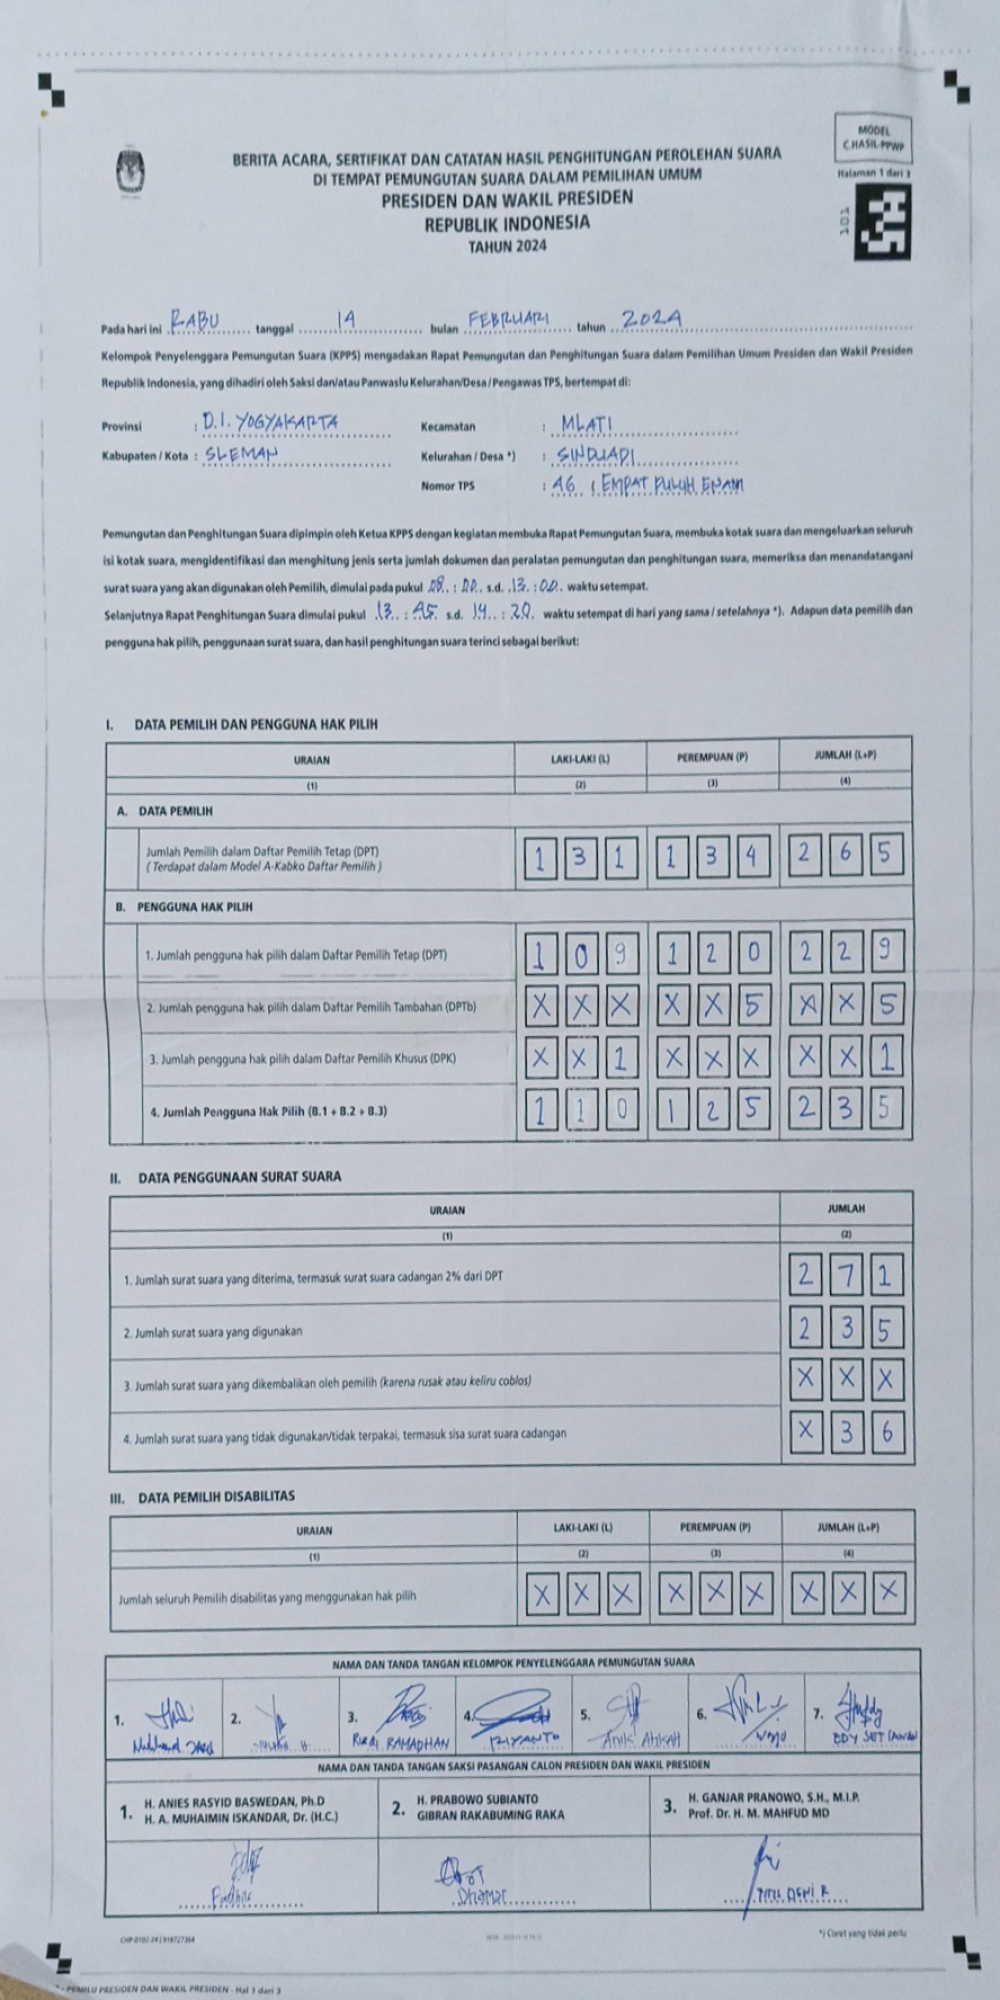 MODEL
C.HASIL-PPWP
Halaman 1 dari 3
101
BERITA ACARA, SERTIFIKAT DAN CATATAN HASIL PENGHITUNGAN PEROLEHAN SUARA
DI TEMPAT PEMUNGUTAN SUARA DALAM PEMILIHAN UMUM
PRESIDEN DAN WAKIL PRESIDEN
REPUBLIK INDONESIA
TAHUN 2024
Pada hari ini RABU tanggal 14 bulan FEBRUARI tahun 2024
Kelompok Penyelenggara Pemungutan Suara (KPPS) mengadakan Rapat Pemungutan dan Penghitungan Suara dalam Pemilihan Umum Presiden dan Wakil Presiden
Republik Indonesia, yang dihadiri oleh Saksi dan/atau Panwaslu Kelurahan/Desa / Pengawas TPS, bertempat di:
Provinsi : D.I. YOGYAKARTA Kecamatan : MLATI
Kabupaten / Kota : SLEMAN Kelurahan / Desa *) : SINDUADI
Nomor TPS : 46 ( EMPAT PULUH ENAM
Pemungutan dan Penghitungan Suara dipimpin oleh Ketua KPPS dengan kegiatan membuka Rapat Pemungutan Suara, membuka kotak suara dan mengeluarkan seluruh
isi kotak suara, mengidentifikasi dan menghitung jenis serta jumlah dokumen dan peralatan pemungutan dan penghitungan suara, memeriksa dan menandatangani
surat suara yang akan digunakan oleh Pemilih, dimulai pada pukul 08 : 00 s.d. 13 : 00 waktu setempat.
Selanjutnya Rapat Penghitungan Suara dimulai pukul 13 : 45 s.d. 14 : 20 waktu setempat di hari yang sama / setelahnya *). Adapun data pemilih dan
pengguna hak pilih, penggunaan surat suara, dan hasil penghitungan suara terinci sebagai berikut:
I. DATA PEMILIH DAN PENGGUNA HAK PILIH
URAIAN LAKI-LAKI (L) PEREMPUAN (P) JUMLAH (L+P)
(1) (2) (3) (4)
A. DATA PEMILIH
Jumlah Pemilih dalam Daftar Pemilih Tetap (DPT)
( Terdapat dalam Model A-Kabko Daftar Pemilih ) 1 3 1 1 3 4 2 6 5
B. PENGGUNA HAK PILIH
1. Jumlah pengguna hak pilih dalam Daftar Pemilih Tetap (DPT) 1 0 9 1 2 0 2 2 9
2. Jumlah pengguna hak pilih dalam Daftar Pemilih Tambahan (DPTb) X X X X X 5 X X 5
3. Jumlah pengguna hak pilih dalam Daftar Pemilih Khusus (DPK) X X 1 X X X X X 1
4. Jumlah Pengguna Hak Pilih (B.1 + B.2 + B.3) 1 1 0 1 2 5 2 3 5
II. DATA PENGGUNAAN SURAT SUARA
URAIAN JUMLAH
(1) (2)
1. Jumlah surat suara yang diterima, termasuk surat suara cadangan 2% dari DPT 2 7 1
2. Jumlah surat suara yang digunakan 2 3 5
3. Jumlah surat suara yang dikembalikan oleh pemilih (karena rusak atau keliru coblos) X X X
4. Jumlah surat suara yang tidak digunakan/tidak terpakai, termasuk sisa surat suara cadangan X 3 6
III. DATA PEMILIH DISABILITAS
URAIAN LAKI-LAKI (L) PEREMPUAN (P) JUMLAH (L+P)
(1) (2) (3) (4)
Jumlah seluruh Pemilih disabilitas yang menggunakan hak pilih X X X X X X X X X
NAMA DAN TANDA TANGAN KELOMPOK PENYELENGGARA PEMUNGUTAN SUARA
1. 2. 3. 4. 5. 6. 7.
RAMADHAN RIYANTO EDY SETIAWAN
NAMA DAN TANDA TANGAN SAKSI PASANGAN CALON PRESIDEN DAN WAKIL PRESIDEN
1. H. ANIES RASYID BASWEDAN, Ph.D
H. A. MUHAIMIN ISKANDAR, Dr. (H.C.)
2. H. PRABOWO SUBIANTO
GIBRAN RAKABUMING RAKA
3. H. GANJAR PRANOWO, S.H., M.I.P.
Prof. Dr. H. M. MAHFUD MD
Dhamar
*) Coret yang tidak perlu
PEMILU PRESIDEN DAN WAKIL PRESIDEN - Hal 1 dari 3